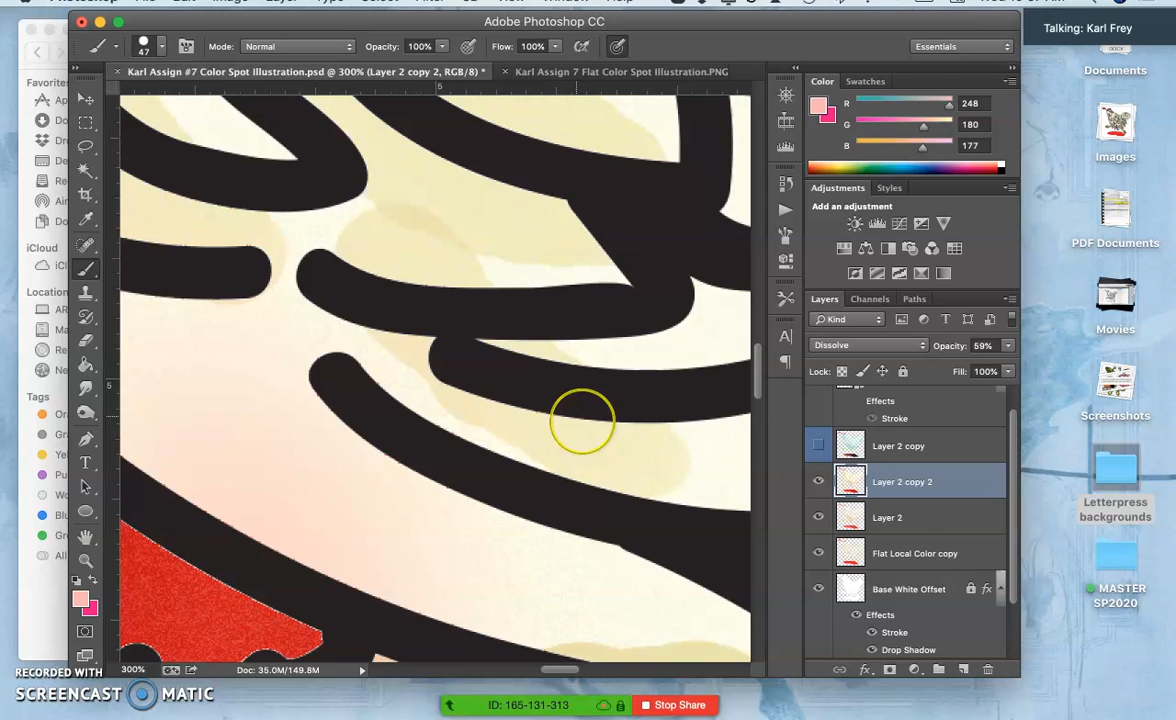 Talking: Karl Frey
Adobe Photoshop CC
47
Mode: Normal
Opacity: 100%
Flow: 100%
Essentials
Karl Assign #7 Color Spot Illustration.psd @ 300% (Layer 2 copy 2, RGB/8) *
Karl Assign 7 Flat Color Spot Illustration.PNG
5
5
Favorites
iCloud
Tags
Color
Swatches
R
248
G
180
B
177
Adjustments
Styles
Add an adjustment
Layers
Channels
Paths
Kind
Dissolve
Opacity: 59%
Lock:
Fill: 100%
Effects
Stroke
Layer 2 copy
Layer 2 copy 2
Layer 2
Flat Local Color copy
Base White Offset
fx
Effects
Stroke
Drop Shadow
300%
Doc: 35.0M/149.8M
Documents
Images
PDF Documents
Movies
Screenshots
Letterpress
backgrounds
MASTER
SP2020
RECORDED WITH
SCREENCAST MATIC
ID: 165-131-313
Stop Share